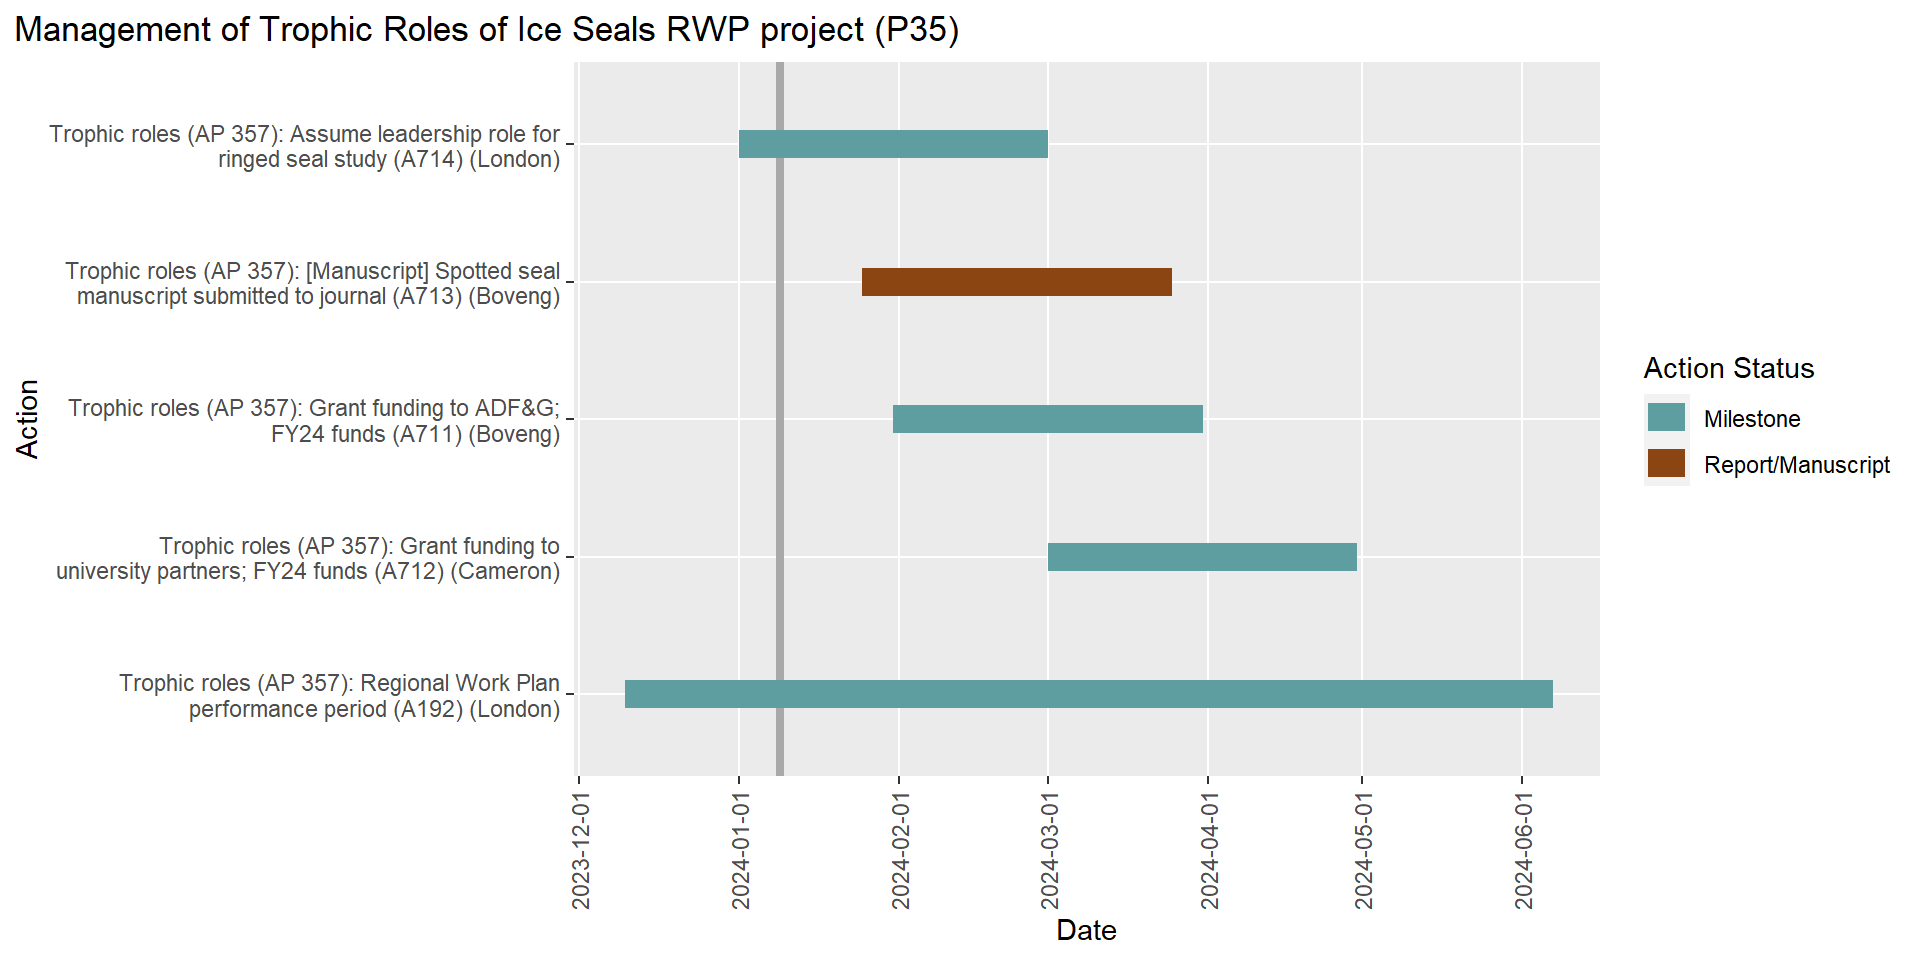 Management of Trophic Roles of Ice Seals RWP project (P35)
Trophic roles (AP 357): Assume leadership role for
ringed seal study (A714) (London)
Trophic roles (AP 357): [Manuscript] Spotted seal
manuscript submitted to journal (A713) (Boveng)
Trophic roles (AP 357): Grant funding to ADF&G;
FY24 funds (A711) (Boveng)
Trophic roles (AP 357): Grant funding to
university partners; FY24 funds (A712) (Cameron)
Trophic roles (AP 357): Regional Work Plan
performance period (A192) (London)
Action
2023-12-01
2024-01-01
2024-02-01
2024-03-01
2024-04-01
2024-05-01
2024-06-01
Date
Action Status
Milestone
Report/Manuscript